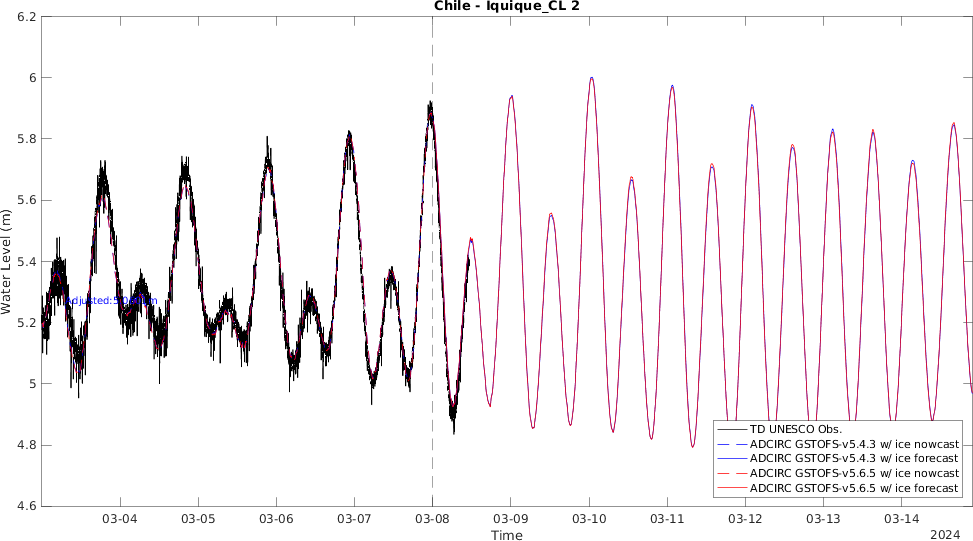 Chile - Iquique_CL 2
6.2
6
5.8
5.6
5.4
5.2
5
4.8
4.6
Water Level (m)
TD UNESCO Obs.
ADCIRC GSTOFS-v5.4.3 w/ ice nowcast
ADCIRC GSTOFS-v5.4.3 w/ ice forecast
ADCIRC GSTOFS-v5.6.5 w/ ice nowcast
ADCIRC GSTOFS-v5.6.5 w/ ice forecast
03-04 03-05 03-06 03-07 03-08 03-09 03-10 03-11 03-12 03-13 03-14
Time
2024